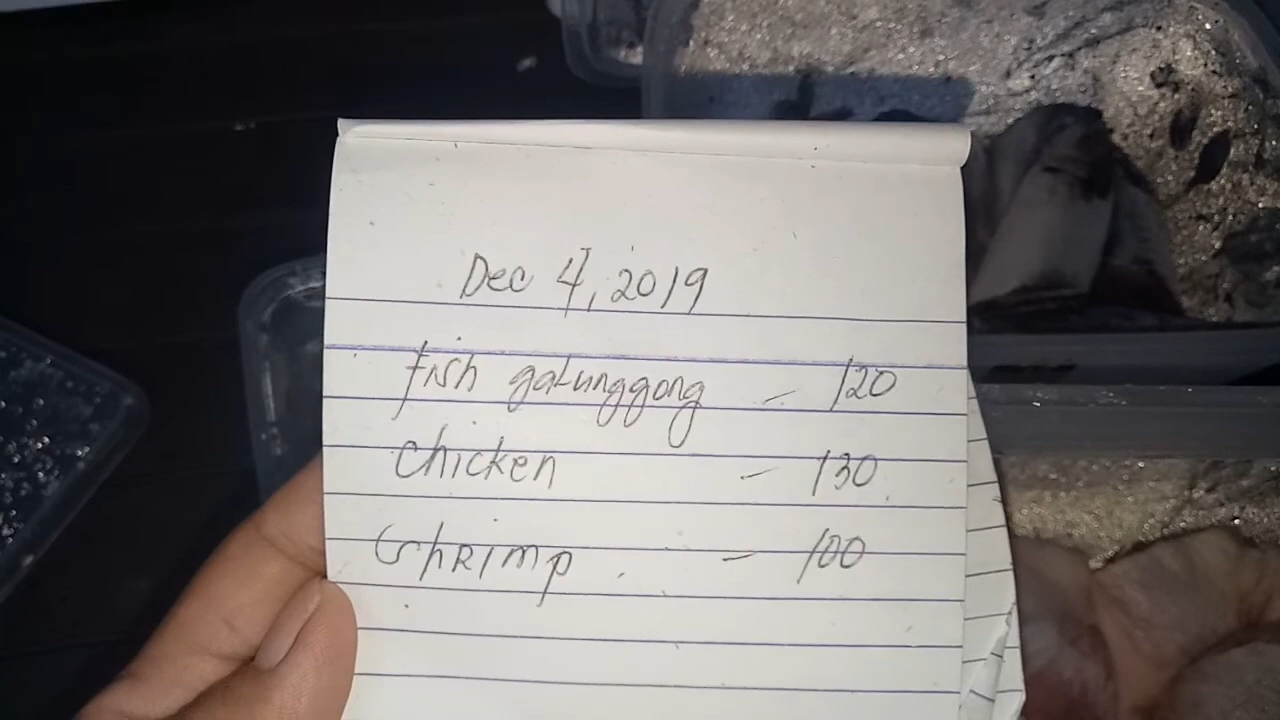 Dec 4, 2019
fish galunggong - 120
chicken - 130
Shrimp - 100